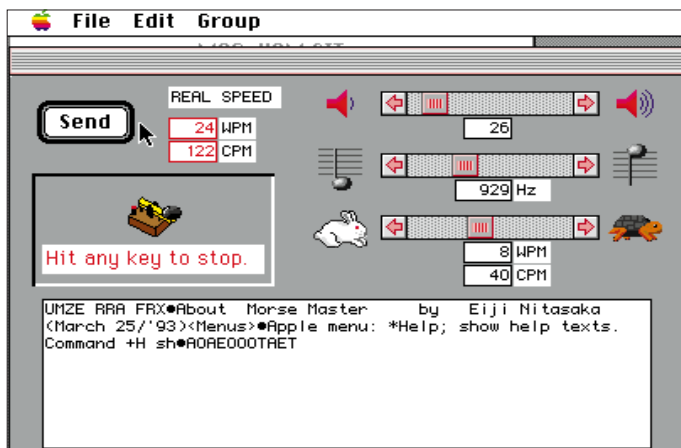 File Edit Group
Send
REAL SPEED
24 WPM
122 CPM
26
929 Hz
8 WPM
40 CPM
Hit any key to stop.
UMZE RRA FRX●About Morse Master by Eiji Nitasaka
(March 25/'93)<Menus>●Apple menu: *Help; show help texts.
Command +H sh●AOAEOOOTAET